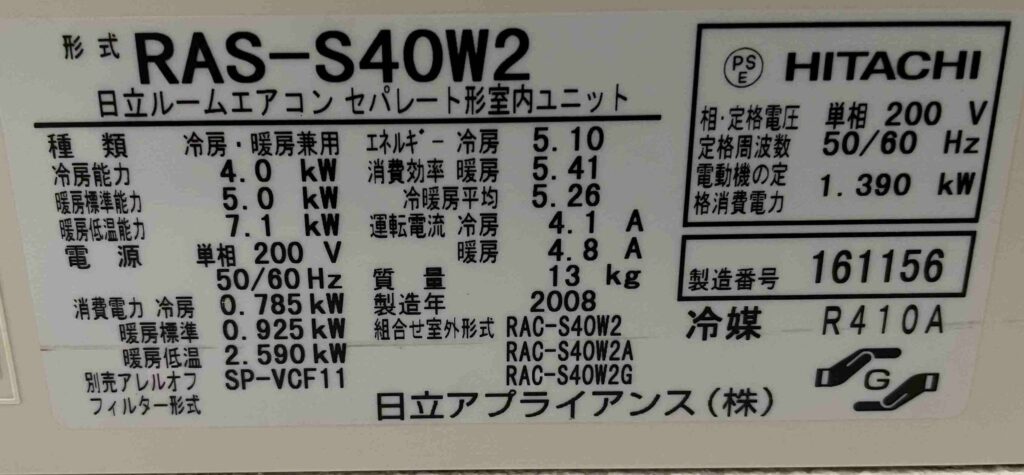 形式 RAS-S40W2
日立ルームエアコン セパレート形室内ユニット
種類 冷房・暖房兼用
冷房能力 4.0 kW
暖房標準能力 5.0 kW
暖房低温能力 7.1 kW
電源 単相 200 V
50/60 Hz
消費電力 冷房 0.785 kW
暖房標準 0.925 kW
暖房低温 2.590 kW
別売アレルオフ SP-VCF11
フィルター形式
エネルギー 冷房 5.10
消費効率 暖房 5.41
冷暖房平均 5.26
運転電流 冷房 4.1 A
暖房 4.8 A
質量 13 kg
製造年 2008
組合せ室外形式 RAC-S40W2
RAC-S40W2A
RAC-S40W2G
日立アプライアンス(株)
PS
E
HITACHI
相・定格電圧 単相 200 V
定格周波数 50/60 Hz
電動機の定
格消費電力 1.390 kW
製造番号 161156
冷媒 R410A
G